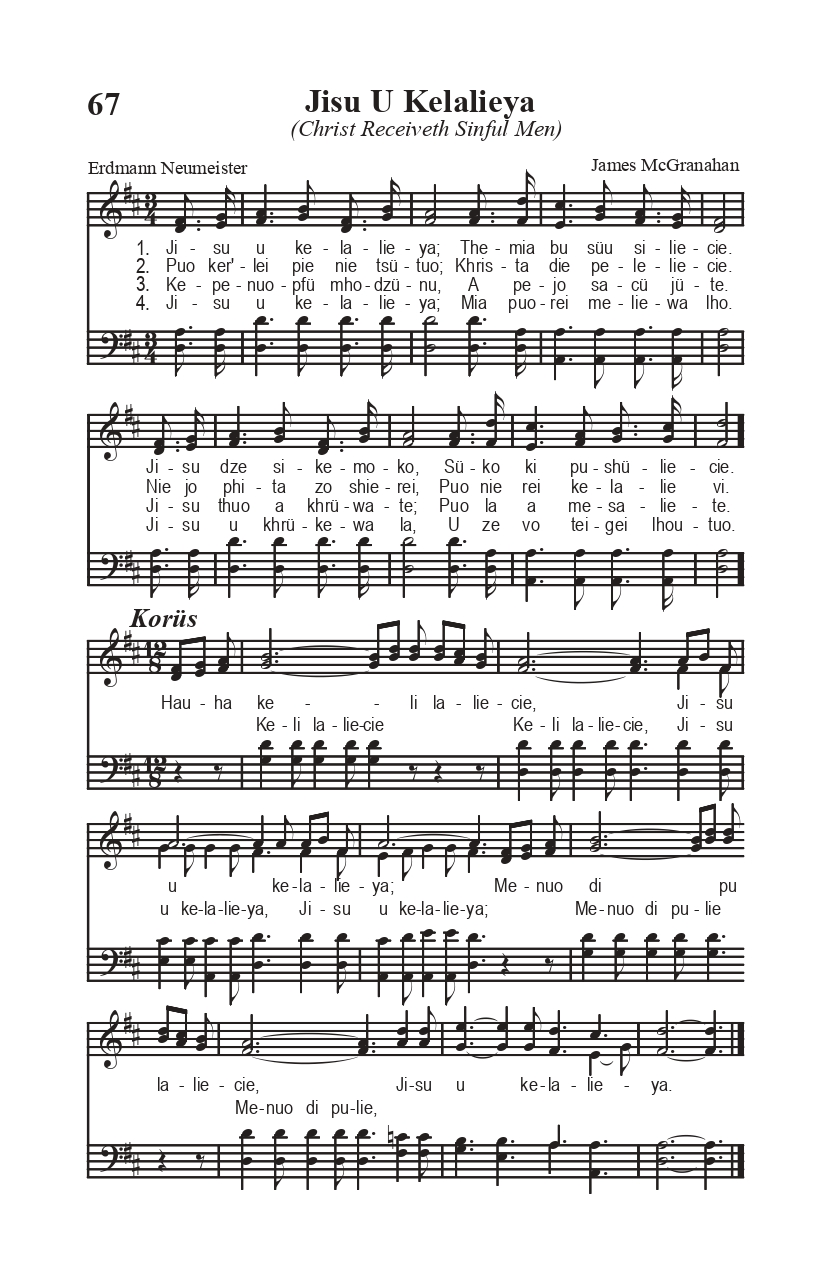 67
Jisu U Kelalieya
(Christ Receiveth Sinful Men)
Erdmann Neumeister
James McGranahan
1. Ji - su u ke - la - lie - ya; The - mia bu süu si - lie - cie.
2. Puo ker' - lei pie nie tsü - tuo; Khris - ta die pe - le - lie - cie.
3. Ke - pe - nuo - pfü mho - dzü - nu, A pe - jo sa - cü jü - te.
4. Ji - su u ke - la - lie - ya; Mia puo - rei me - lie - wa lho.
Ji - su dze si - ke - mo - ko, Sü - ko ki pu - shü - lie - cie.
Nie jo phi - ta zo shie - rei, Puo nie rei ke - la - lie vi.
Ji - su thuo a khrü - wa - te; Puo la a me - sa - lie - te.
Ji - su u khrü - ke - wa la, U ze vo tei - gei lhou - tuo.
Korüs
Hau - ha ke - - li la - lie - cie, Ji - su
Ke - li la - lie - cie Ke - li la - lie - cie, Ji - su
u ke - la - lie - ya; Me - nuo di pu
u ke - la - lie - ya, Ji - su u ke - la - lie - ya; Me - nuo di pu - lie
la - lie - cie, Ji - su u ke - la - lie - ya.
Me - nuo di pu - lie,